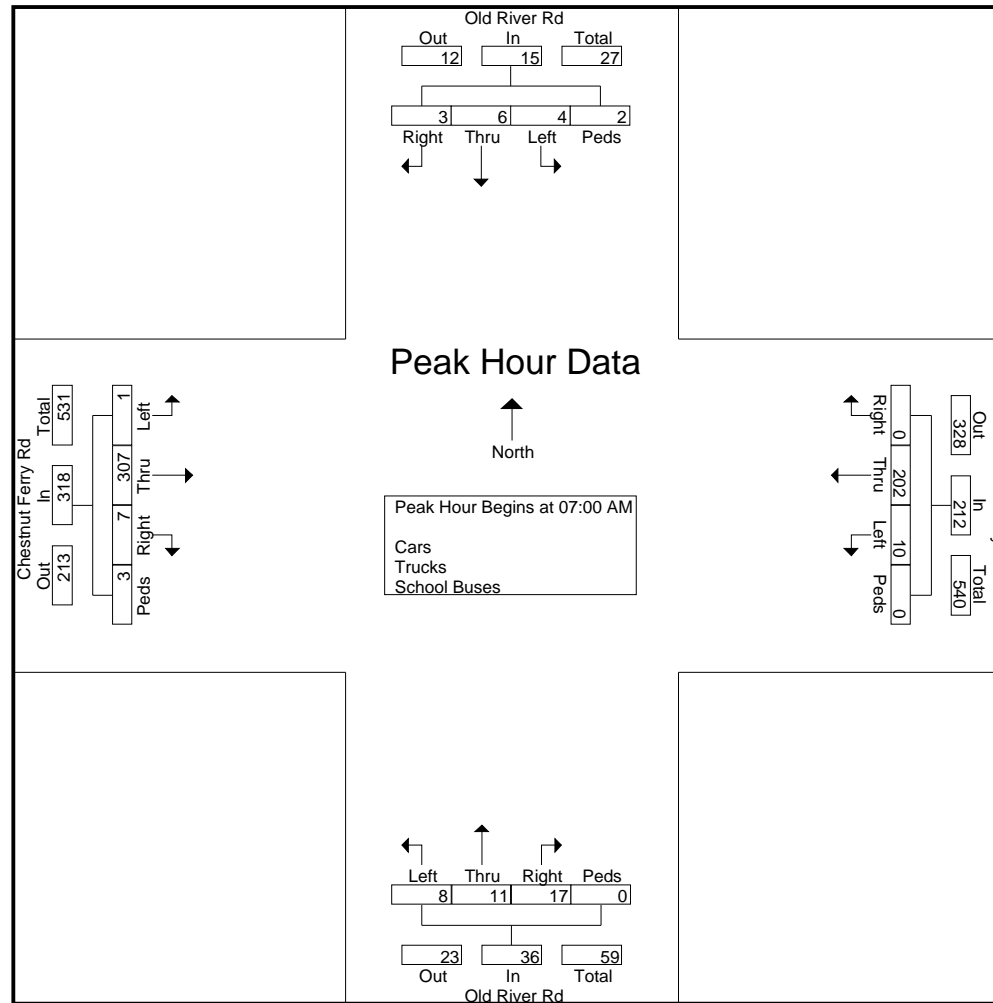 Old River Rd
Out In Total
12 15 27
3 6 4 2
Right Thru Left Peds
Peak Hour Data
North
Peak Hour Begins at 07:00 AM
Cars
Trucks
School Buses
Chestnut Ferry Rd
Total In Out
531 318 213
1 307 7 3
Left Thru Right Peds
Right Thru Left Peds
0 202 10 0
328 212 540
Out In Total
Left Thru Right Peds
8 11 17 0
23 36 59
Out In Total
Old River Rd